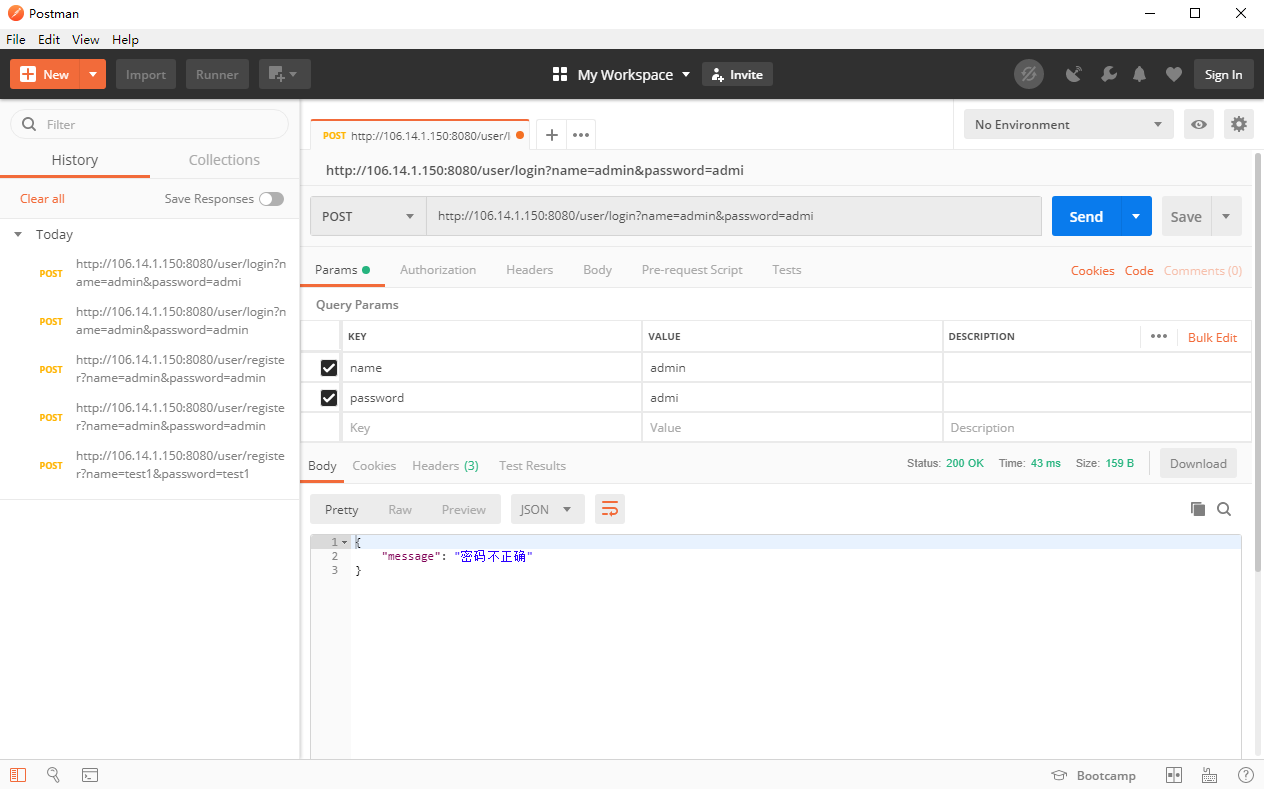 Postman
File Edit View Help
New Import Runner My Workspace Invite Sign In
Filter
History Collections
Clear all Save Responses
Today
POST http://106.14.1.150:8080/user/login?n
ame=admin&password=admi
POST http://106.14.1.150:8080/user/login?n
ame=admin&password=admin
POST http://106.14.1.150:8080/user/registe
r?name=admin&password=admin
POST http://106.14.1.150:8080/user/registe
r?name=admin&password=admin
POST http://106.14.1.150:8080/user/registe
r?name=test1&password=test1
POST http://106.14.1.150:8080/user/l
No Environment
http://106.14.1.150:8080/user/login?name=admin&password=admi
POST http://106.14.1.150:8080/user/login?name=admin&password=admi Send Save
Params Authorization Headers Body Pre-request Script Tests Cookies Code Comments (0)
Query Params
KEY VALUE DESCRIPTION Bulk Edit
name admin
password admi
Key Value Description
Body Cookies Headers (3) Test Results Status: 200 OK Time: 43 ms Size: 159 B Download
Pretty Raw Preview JSON
1 {
2 "message": "密码不正确"
3 }
Bootcamp